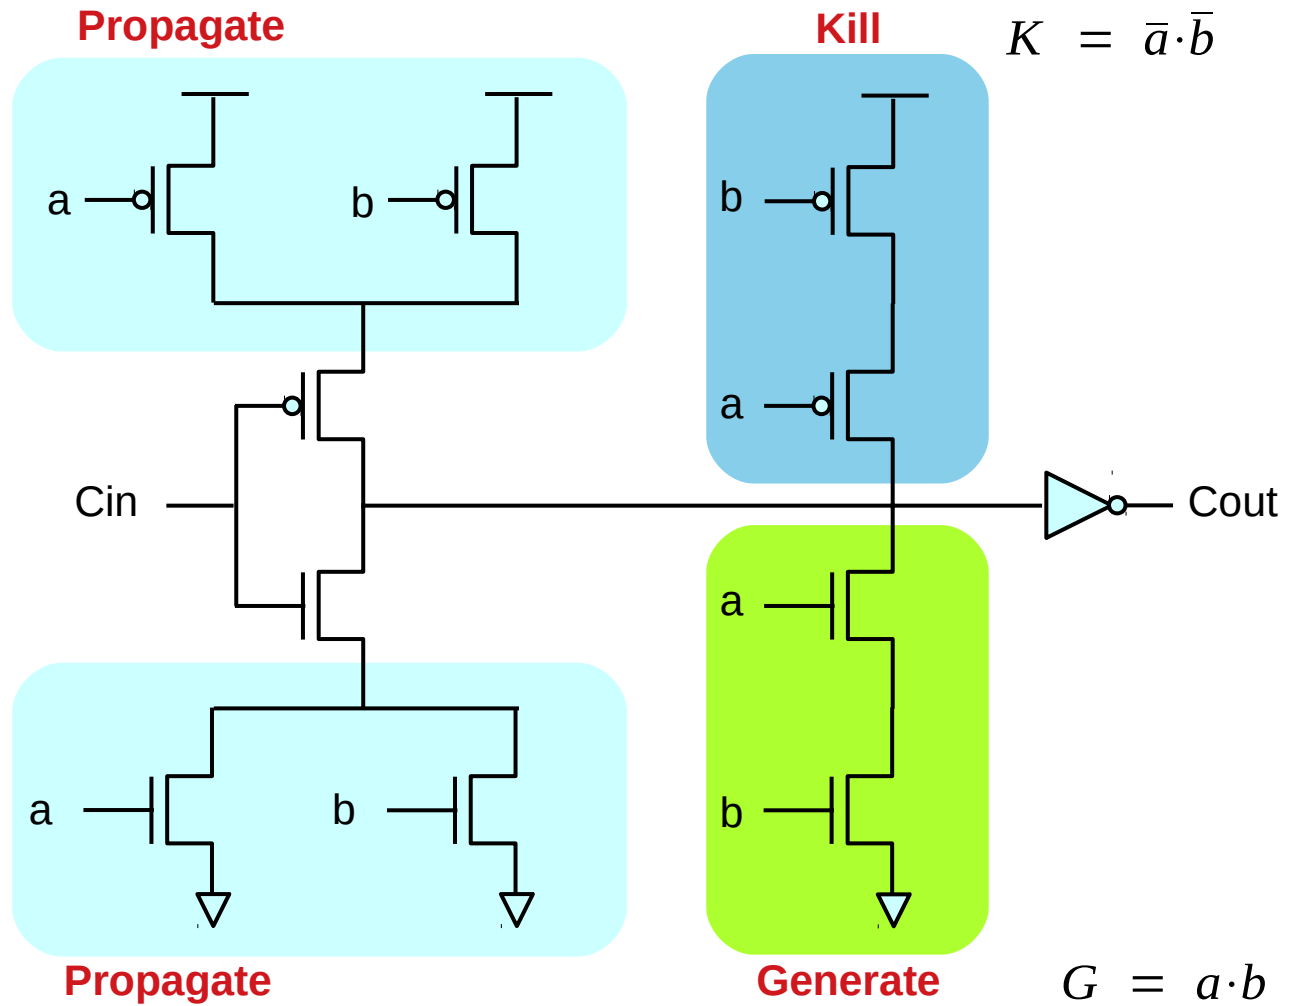 Propagate
Kill
K = a̅·b̅
a
b
b
a
Cin
Cout
a
a
b
b
Propagate
Generate
G = a·b